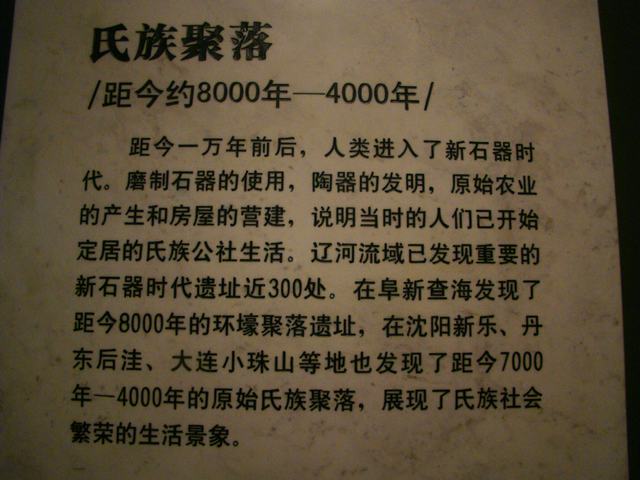 氏族聚落
/距今约8000年—4000年/
距今一万年前后，人类进入了新石器时
代。磨制石器的使用，陶器的发明，原始农业
的产生和房屋的营建，说明当时的人们已开始
定居的氏族公社生活。辽河流域已发现重要的
新石器时代遗址近300处。在阜新查海发现了
距今8000年的环壕聚落遗址，在沈阳新乐、丹
东后洼、大连小珠山等地也发现了距今7000
年—4000年的原始氏族聚落，展现了氏族社会
繁荣的生活景象。